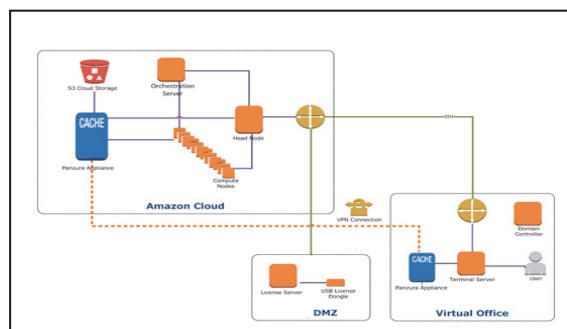 S3 Cloud Storage
Orchestration
Server
CACHE
Panzura Appliance
Head Node
Compute
Nodes
Amazon Cloud
SSH
VPN Connection
Domain
Controller
CACHE
Panzura Appliance
Terminal Server
User
Virtual Office
License Server
USB License
Dongle
DMZ